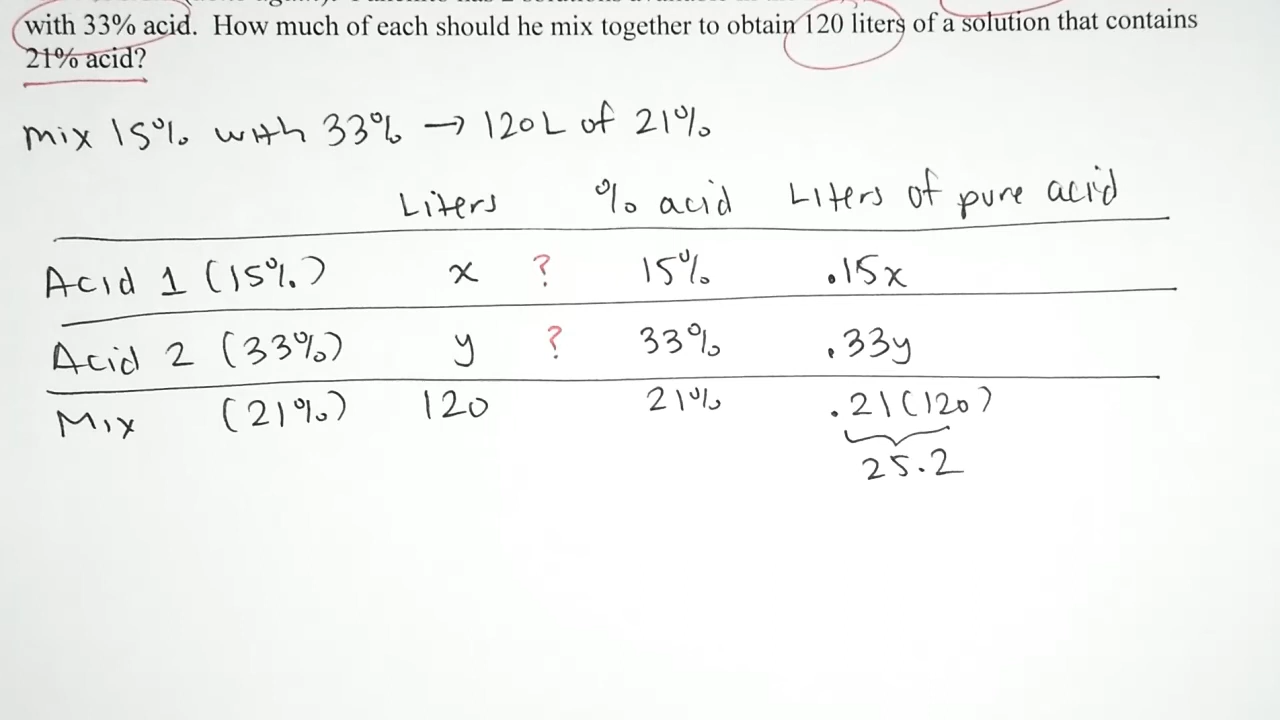 with 33% acid. How much of each should he mix together to obtain 120 liters of a solution that contains
21% acid?
mix 15% with 33% → 120L of 21%
Liters % acid Liters of pure acid
Acid 1 (15%) x ? 15% .15x
Acid 2 (33%) y ? 33% .33y
Mix (21%) 120 21% .21(120)
25.2